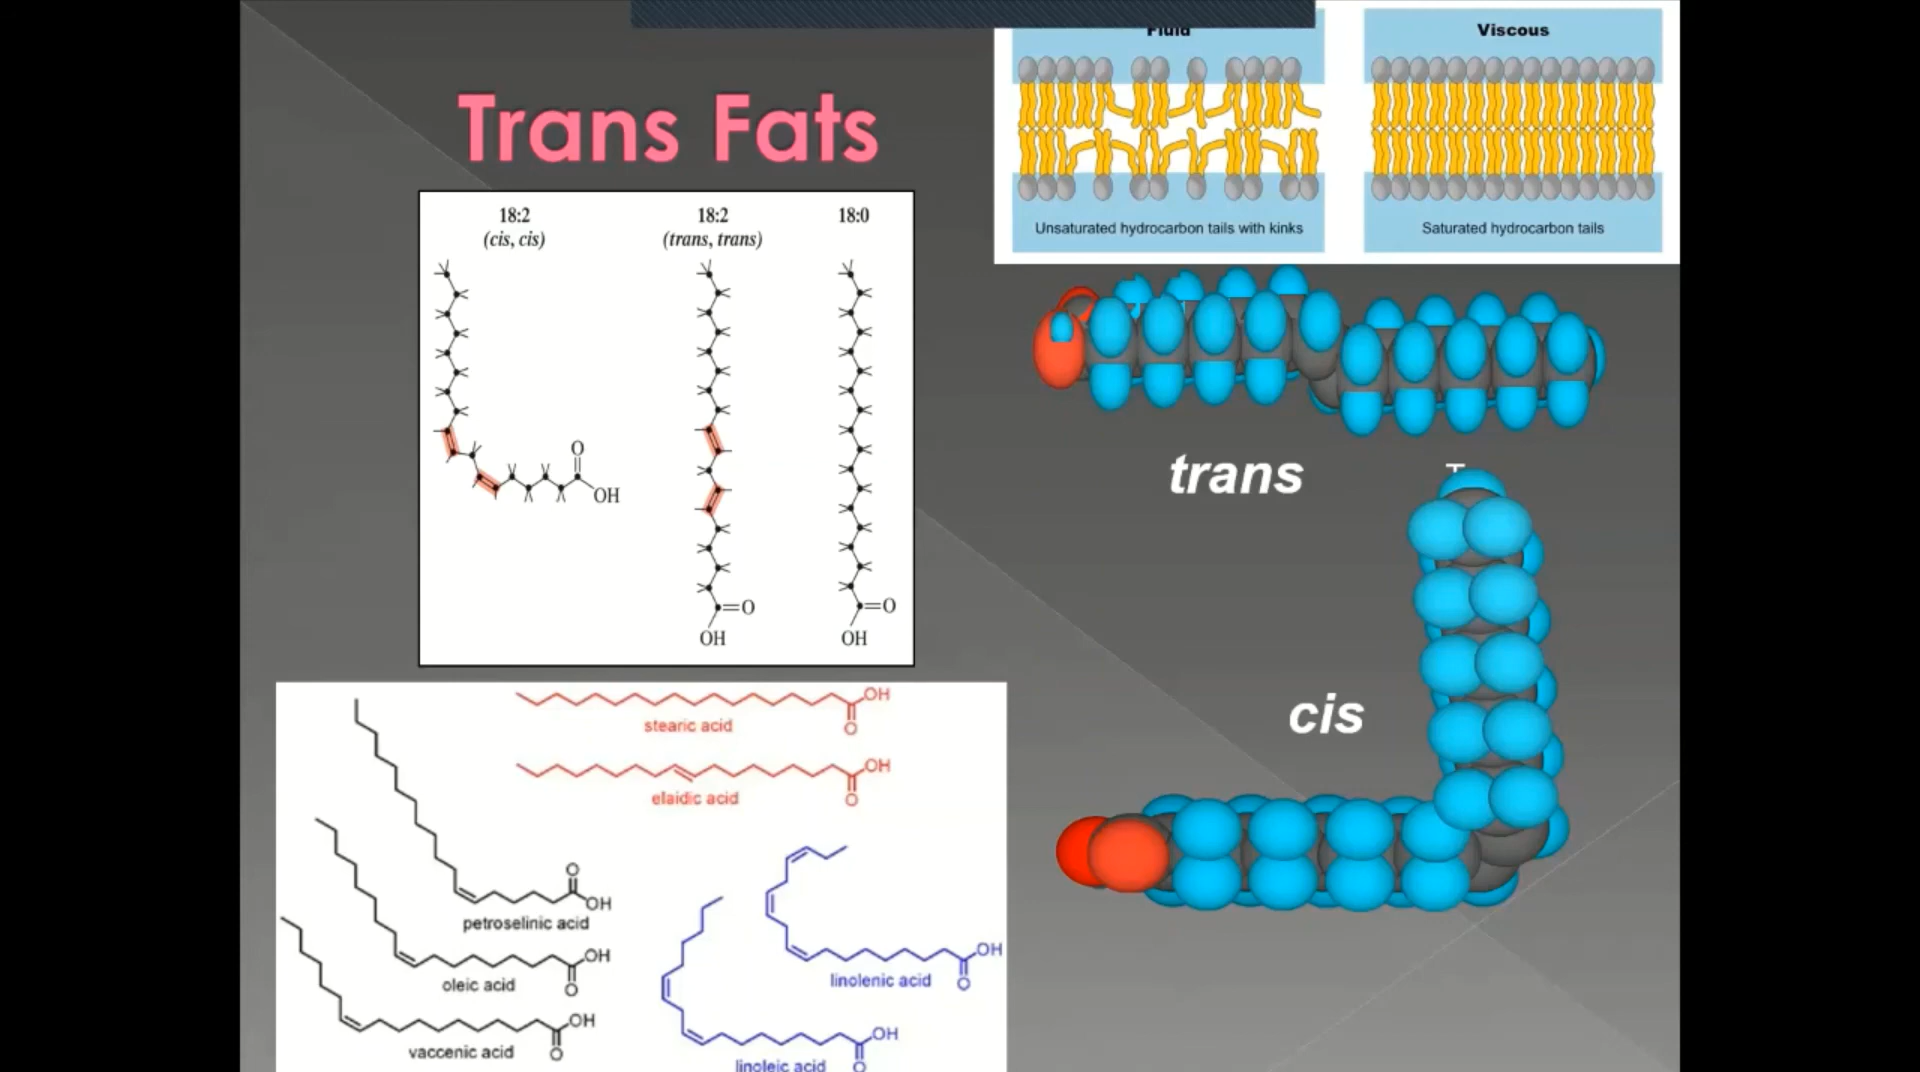 Trans Fats
Fluid
Viscous
Unsaturated hydrocarbon tails with kinks
Saturated hydrocarbon tails
18:2
(cis, cis)
18:2
(trans, trans)
18:0
O
OH
O
OH
O
OH
trans
T
cis
OH
O
stearic acid
OH
O
elaidic acid
O
OH
petroselinic acid
OH
O
oleic acid
OH
O
vaccenic acid
OH
O
linolenic acid
OH
O
linoleic acid